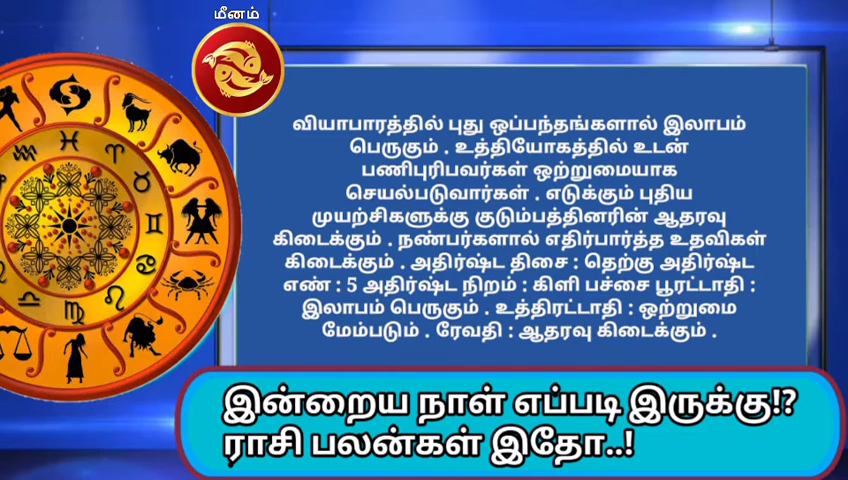 மீனம்
வியாபாரத்தில் புது ஒப்பந்தங்களால் இலாபம்
பெருகும் . உத்தியோகத்தில் உடன்
பணிபுரிபவர்கள் ஒற்றுமையாக
செயல்படுவார்கள் . எடுக்கும் புதிய
முயற்சிகளுக்கு குடும்பத்தினரின் ஆதரவு
கிடைக்கும் . நண்பர்களால் எதிர்பார்த்த உதவிகள்
கிடைக்கும் . அதிர்ஷ்ட திசை : தெற்கு அதிர்ஷ்ட
எண் : 5 அதிர்ஷ்ட நிறம் : கிளி பச்சை பூரட்டாதி :
இலாபம் பெருகும் . உத்திரட்டாதி : ஒற்றுமை
மேம்படும் . ரேவதி : ஆதரவு கிடைக்கும் .
இன்றைய நாள் எப்படி இருக்கு!?
ராசி பலன்கள் இதோ..!